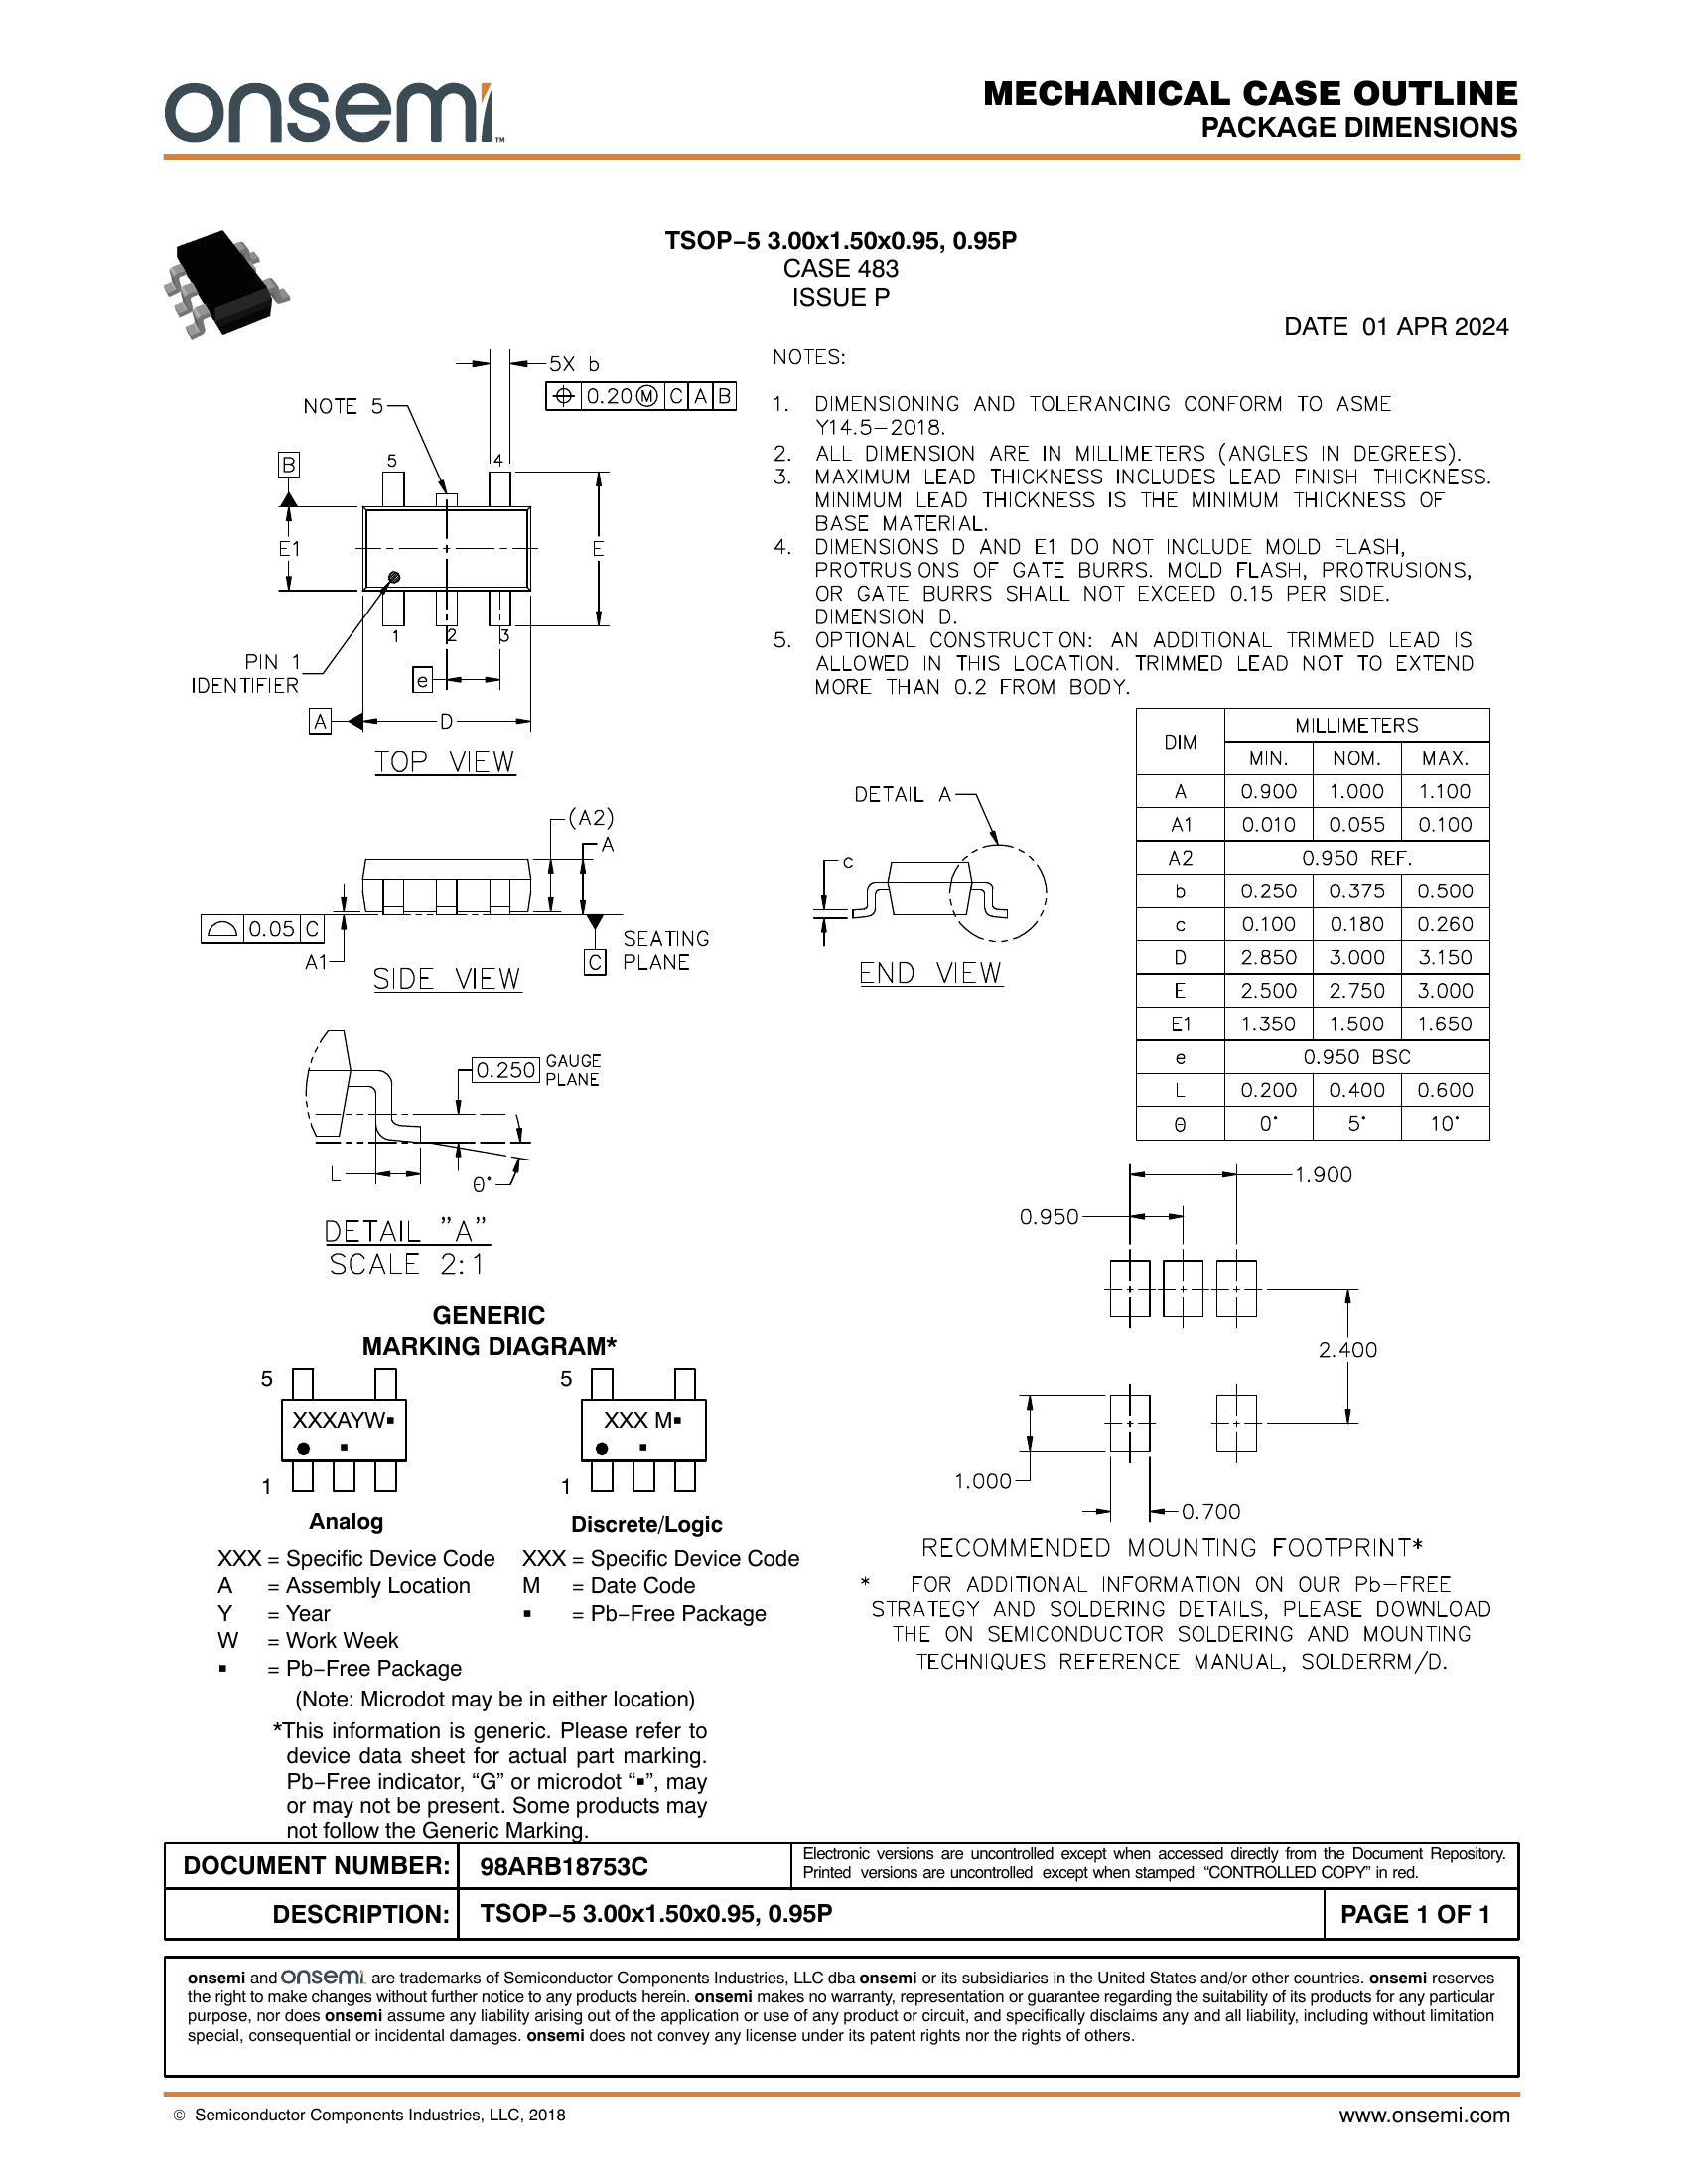 onsemi™
MECHANICAL CASE OUTLINE
PACKAGE DIMENSIONS
TSOP−5 3.00x1.50x0.95, 0.95P
CASE 483
ISSUE P
DATE 01 APR 2024
5X b
0.20 Ⓜ C A B
NOTE 5
B
5
4
E1
E
1
2
3
PIN 1
IDENTIFIER
e
A
D
TOP VIEW
NOTES:
1. DIMENSIONING AND TOLERANCING CONFORM TO ASME
Y14.5−2018.
2. ALL DIMENSION ARE IN MILLIMETERS (ANGLES IN DEGREES).
3. MAXIMUM LEAD THICKNESS INCLUDES LEAD FINISH THICKNESS.
MINIMUM LEAD THICKNESS IS THE MINIMUM THICKNESS OF
BASE MATERIAL.
4. DIMENSIONS D AND E1 DO NOT INCLUDE MOLD FLASH,
PROTRUSIONS OF GATE BURRS. MOLD FLASH, PROTRUSIONS,
OR GATE BURRS SHALL NOT EXCEED 0.15 PER SIDE.
DIMENSION D.
5. OPTIONAL CONSTRUCTION: AN ADDITIONAL TRIMMED LEAD IS
ALLOWED IN THIS LOCATION. TRIMMED LEAD NOT TO EXTEND
MORE THAN 0.2 FROM BODY.
DIM MILLIMETERS
MIN. NOM. MAX.
A 0.900 1.000 1.100
A1 0.010 0.055 0.100
A2 0.950 REF.
b 0.250 0.375 0.500
c 0.100 0.180 0.260
D 2.850 3.000 3.150
E 2.500 2.750 3.000
E1 1.350 1.500 1.650
e 0.950 BSC
L 0.200 0.400 0.600
θ 0° 5° 10°
(A2)
A
0.05 C
A1
C
SEATING
PLANE
SIDE VIEW
DETAIL A
c
END VIEW
0.250
GAUGE
PLANE
L
θ°
DETAIL "A"
SCALE 2:1
1.900
0.950
2.400
1.000
0.700
RECOMMENDED MOUNTING FOOTPRINT*
* FOR ADDITIONAL INFORMATION ON OUR Pb−FREE
STRATEGY AND SOLDERING DETAILS, PLEASE DOWNLOAD
THE ON SEMICONDUCTOR SOLDERING AND MOUNTING
TECHNIQUES REFERENCE MANUAL, SOLDERRM/D.
GENERIC
MARKING DIAGRAM*
5
XXXAYW▪
▪
1
Analog
5
XXX M▪
▪
1
Discrete/Logic
XXX = Specific Device Code
A = Assembly Location
Y = Year
W = Work Week
▪ = Pb−Free Package
XXX = Specific Device Code
M = Date Code
▪ = Pb−Free Package
(Note: Microdot may be in either location)
*This information is generic. Please refer to
device data sheet for actual part marking.
Pb−Free indicator, “G” or microdot “▪”, may
or may not be present. Some products may
not follow the Generic Marking.
DOCUMENT NUMBER: 98ARB18753C
Electronic versions are uncontrolled except when accessed directly from the Document Repository.
Printed versions are uncontrolled except when stamped “CONTROLLED COPY” in red.
DESCRIPTION: TSOP−5 3.00x1.50x0.95, 0.95P
PAGE 1 OF 1
onsemi and onsemi are trademarks of Semiconductor Components Industries, LLC dba onsemi or its subsidiaries in the United States and/or other countries. onsemi reserves
the right to make changes without further notice to any products herein. onsemi makes no warranty, representation or guarantee regarding the suitability of its products for any particular
purpose, nor does onsemi assume any liability arising out of the application or use of any product or circuit, and specifically disclaims any and all liability, including without limitation
special, consequential or incidental damages. onsemi does not convey any license under its patent rights nor the rights of others.
© Semiconductor Components Industries, LLC, 2018
www.onsemi.com